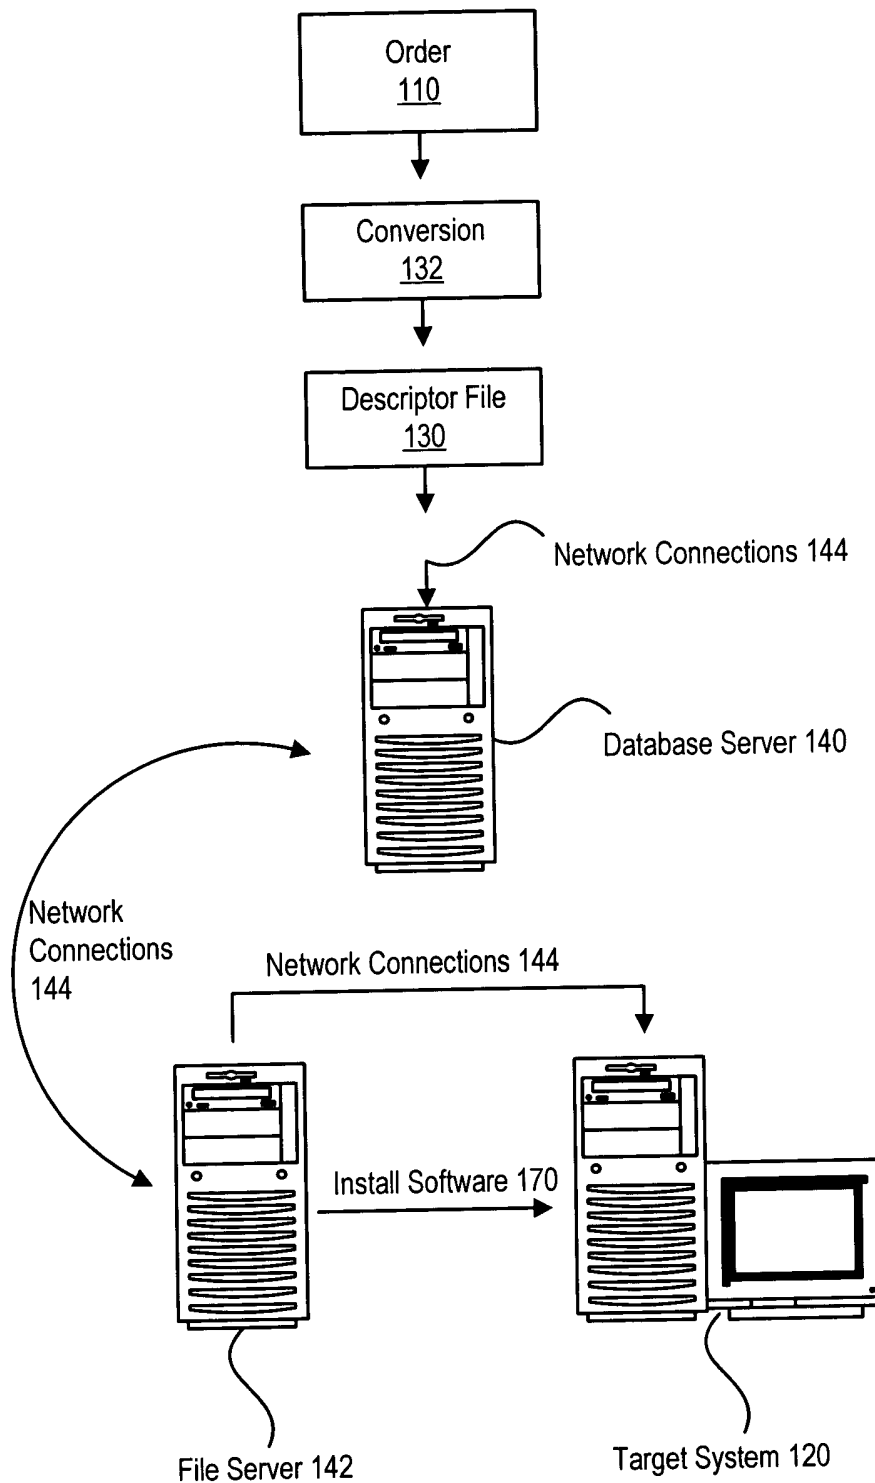 Order
110
Conversion
132
Descriptor File
130
Network Connections 144
Database Server 140
Network
Connections
144
Network Connections 144
Install Software 170
File Server 142
Target System 120